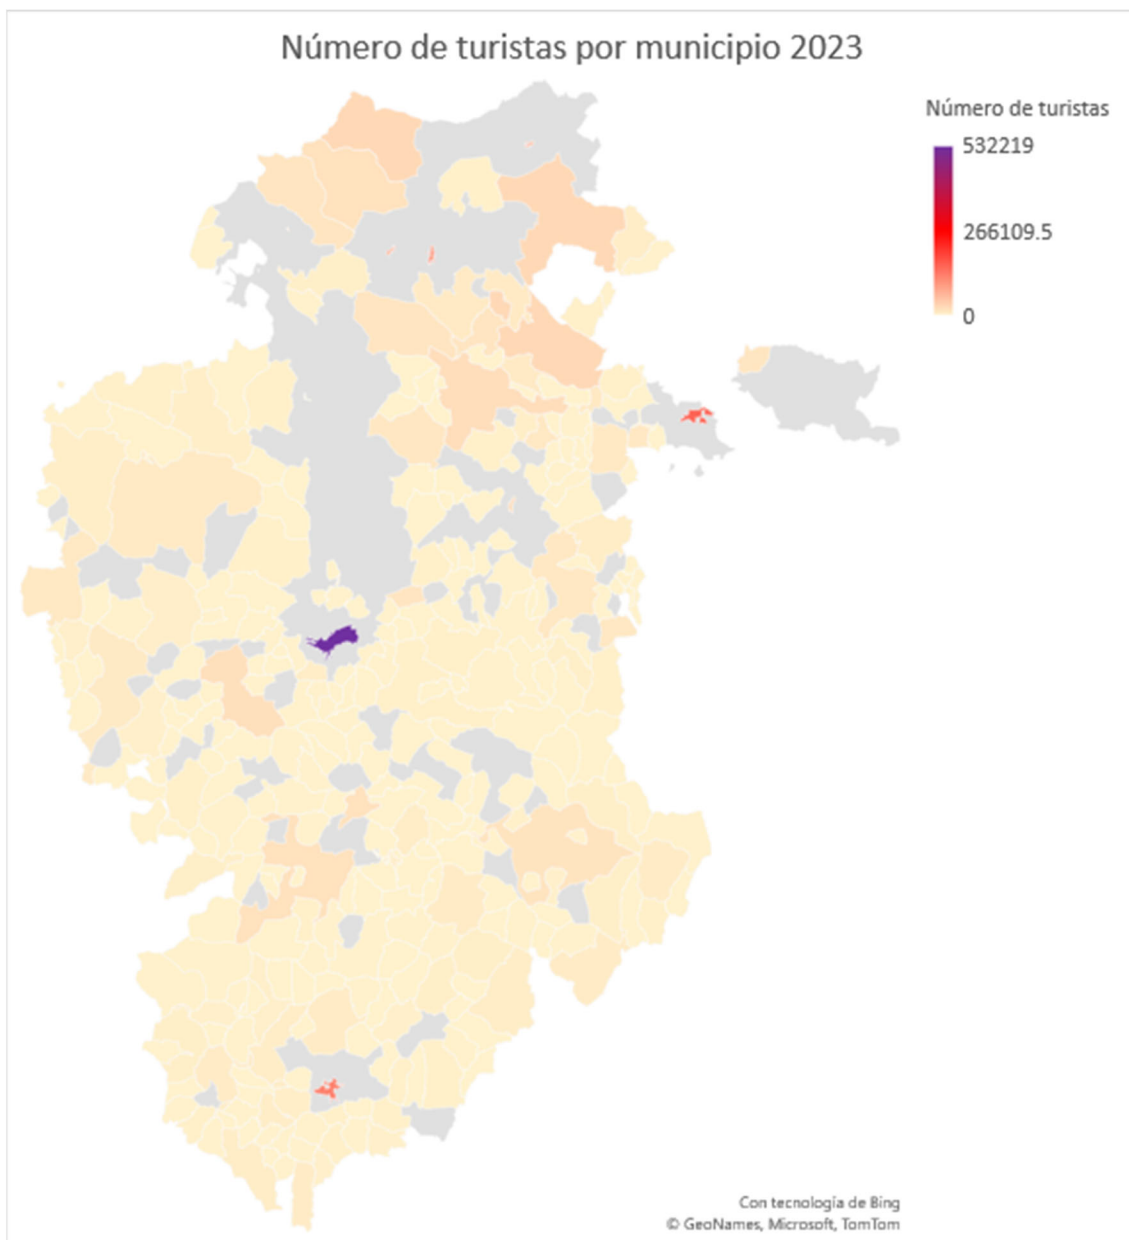 Número de turistas por municipio 2023
Número de turistas
532219
266109.5
0
Con tecnología de Bing
© GeoNames, Microsoft, TomTom